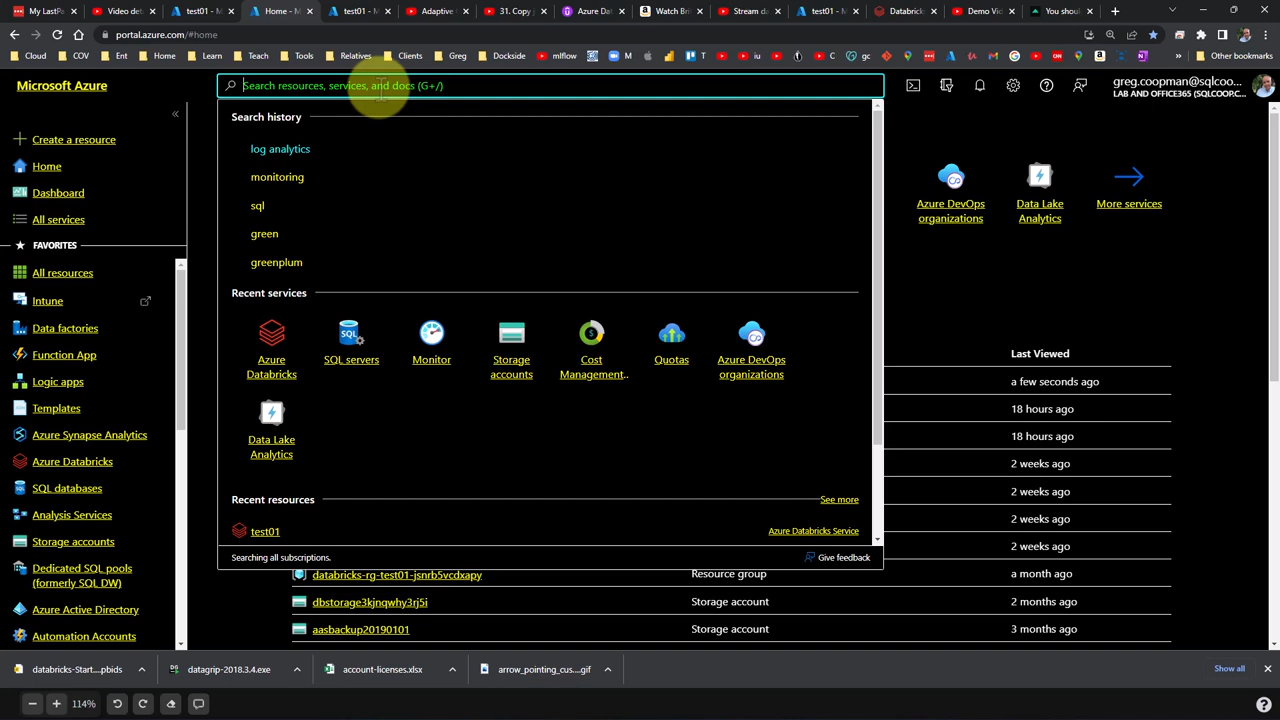 My LastPa
Video det
test01 - M
Home - M
test01 - M
Adaptive
31. Copy
Azure Dat
Watch Bri
Stream da
test01 - M
Databrick
Demo Vid
You shoul
portal.azure.com/#home
Cloud
COV
Ent
Home
Learn
Teach
Tools
Relatives
Clients
Greg
Dockside
mlflow
M
T
iu
C
gc
»
Other bookmarks
Microsoft Azure
Search resources, services, and docs (G+/)
greg.coopman@sqlcoo...
LAB AND OFFICE365 (SQLCOOP.C...
Create a resource
Home
Dashboard
All services
FAVORITES
All resources
Intune
Data factories
Function App
Logic apps
Templates
Azure Synapse Analytics
Azure Databricks
SQL databases
Analysis Services
Storage accounts
Dedicated SQL pools
(formerly SQL DW)
Azure Active Directory
Automation Accounts
Search history
log analytics
monitoring
sql
green
greenplum
Recent services
Azure
Databricks
SQL servers
Monitor
Storage
accounts
Cost
Management..
Quotas
Azure DevOps
organizations
Data Lake
Analytics
Recent resources
See more
test01
Azure Databricks Service
Searching all subscriptions.
Give feedback
Azure DevOps
organizations
Data Lake
Analytics
More services
Last Viewed
a few seconds ago
18 hours ago
18 hours ago
2 weeks ago
2 weeks ago
2 weeks ago
2 weeks ago
databricks-rg-test01-jsnrb5vcdxapy
Resource group
a month ago
dbstorage3kjnqwhy3rj5i
Storage account
2 months ago
aasbackup20190101
Storage account
3 months ago
databricks-Start....pbids
datagrip-2018.3.4.exe
account-licenses.xlsx
arrow_pointing_cus....gif
Show all
114%